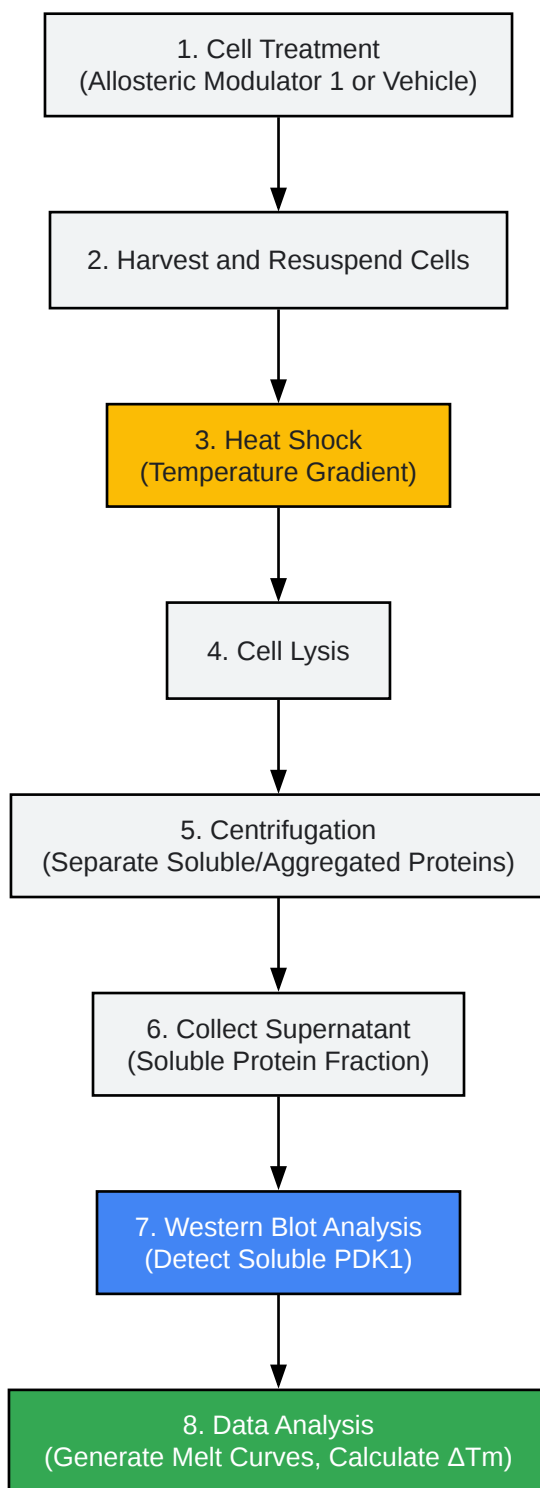 1. Cell Treatment
(Allosteric Modulator 1 or Vehicle)
2. Harvest and Resuspend Cells
3. Heat Shock
(Temperature Gradient)
4. Cell Lysis
5. Centrifugation
(Separate Soluble/Aggregated Proteins)
6. Collect Supernatant
(Soluble Protein Fraction)
7. Western Blot Analysis
(Detect Soluble PDK1)
8. Data Analysis
(Generate Melt Curves, Calculate ΔTm)